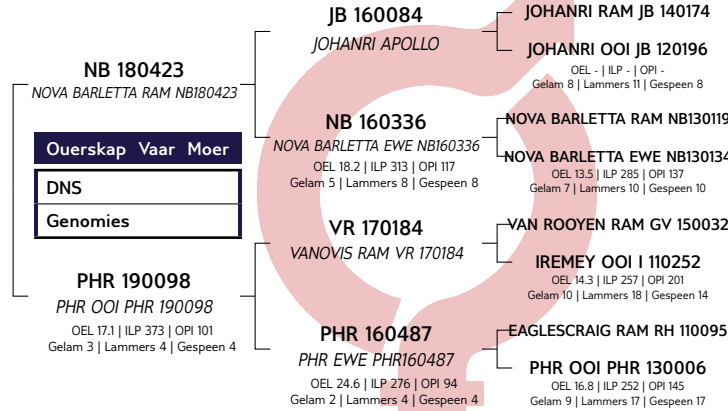 NB 180423
NOVA BARLETTA RAM NB180423
Ouerskap Vaar Moer
DNS
Genomies
PHR 190098
PHR OOI PHR 190098
OEL 17.1 | ILP 373 | OPI 101
Gelam 3 | Lammers 4 | Gespeen 4
JB 160084
JOHANRI APOLLO
NB 160336
NOVA BARLETTA EWE NB160336
OEL 18.2 | ILP 313 | OPI 117
Gelam 5 | Lammers 8 | Gespeen 8
VR 170184
VANOVIS RAM VR 170184
PHR 160487
PHR EWE PHR160487
OEL 24.6 | ILP 276 | OPI 94
Gelam 2 | Lammers 4 | Gespeen 4
JOHANRI RAM JB 140174
JOHANRI OOI JB 120196
OEL - | ILP - | OPI -
Gelam 8 | Lammers 11 | Gespeen 8
NOVA BARLETTA RAM NB130119
NOVA BARLETTA EWE NB130134
OEL 13.5 | ILP 285 | OPI 137
Gelam 7 | Lammers 10 | Gespeen 10
VAN ROOYEN RAM GV 150032
IREMEY OOI I 110252
OEL 14.3 | ILP 257 | OPI 201
Gelam 10 | Lammers 18 | Gespeen 14
EAGLESCRAIG RAM RH 110095
PHR OOI PHR 130006
OEL 16.8 | ILP 252 | OPI 145
Gelam 9 | Lammers 17 | Gespeen 17